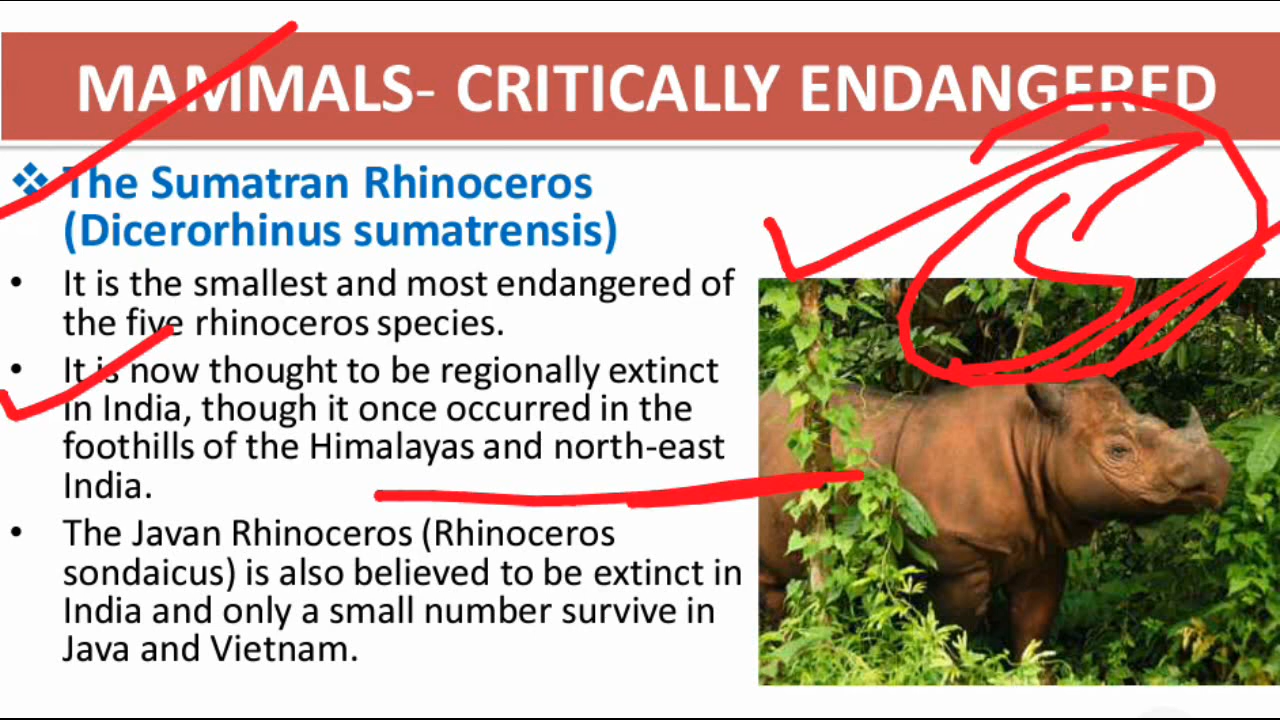 MAMMALS- CRITICALLY ENDANGERED
❖ The Sumatran Rhinoceros
(Dicerorhinus sumatrensis)
• It is the smallest and most endangered of
the five rhinoceros species.
• It is now thought to be regionally extinct
in India, though it once occurred in the
foothills of the Himalayas and north-east
India.
• The Javan Rhinoceros (Rhinoceros
sondaicus) is also believed to be extinct in
India and only a small number survive in
Java and Vietnam.